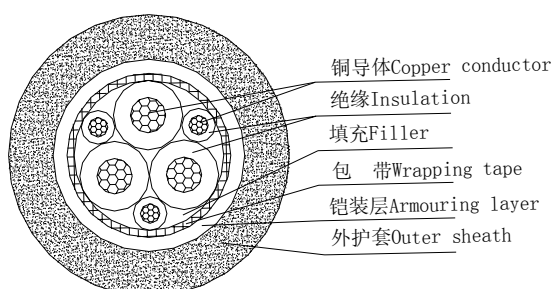 铜导体Copper conductor
绝缘Insulation
填充Filler
包 带Wrapping tape
铠装层Armouring layer
外护套Outer sheath